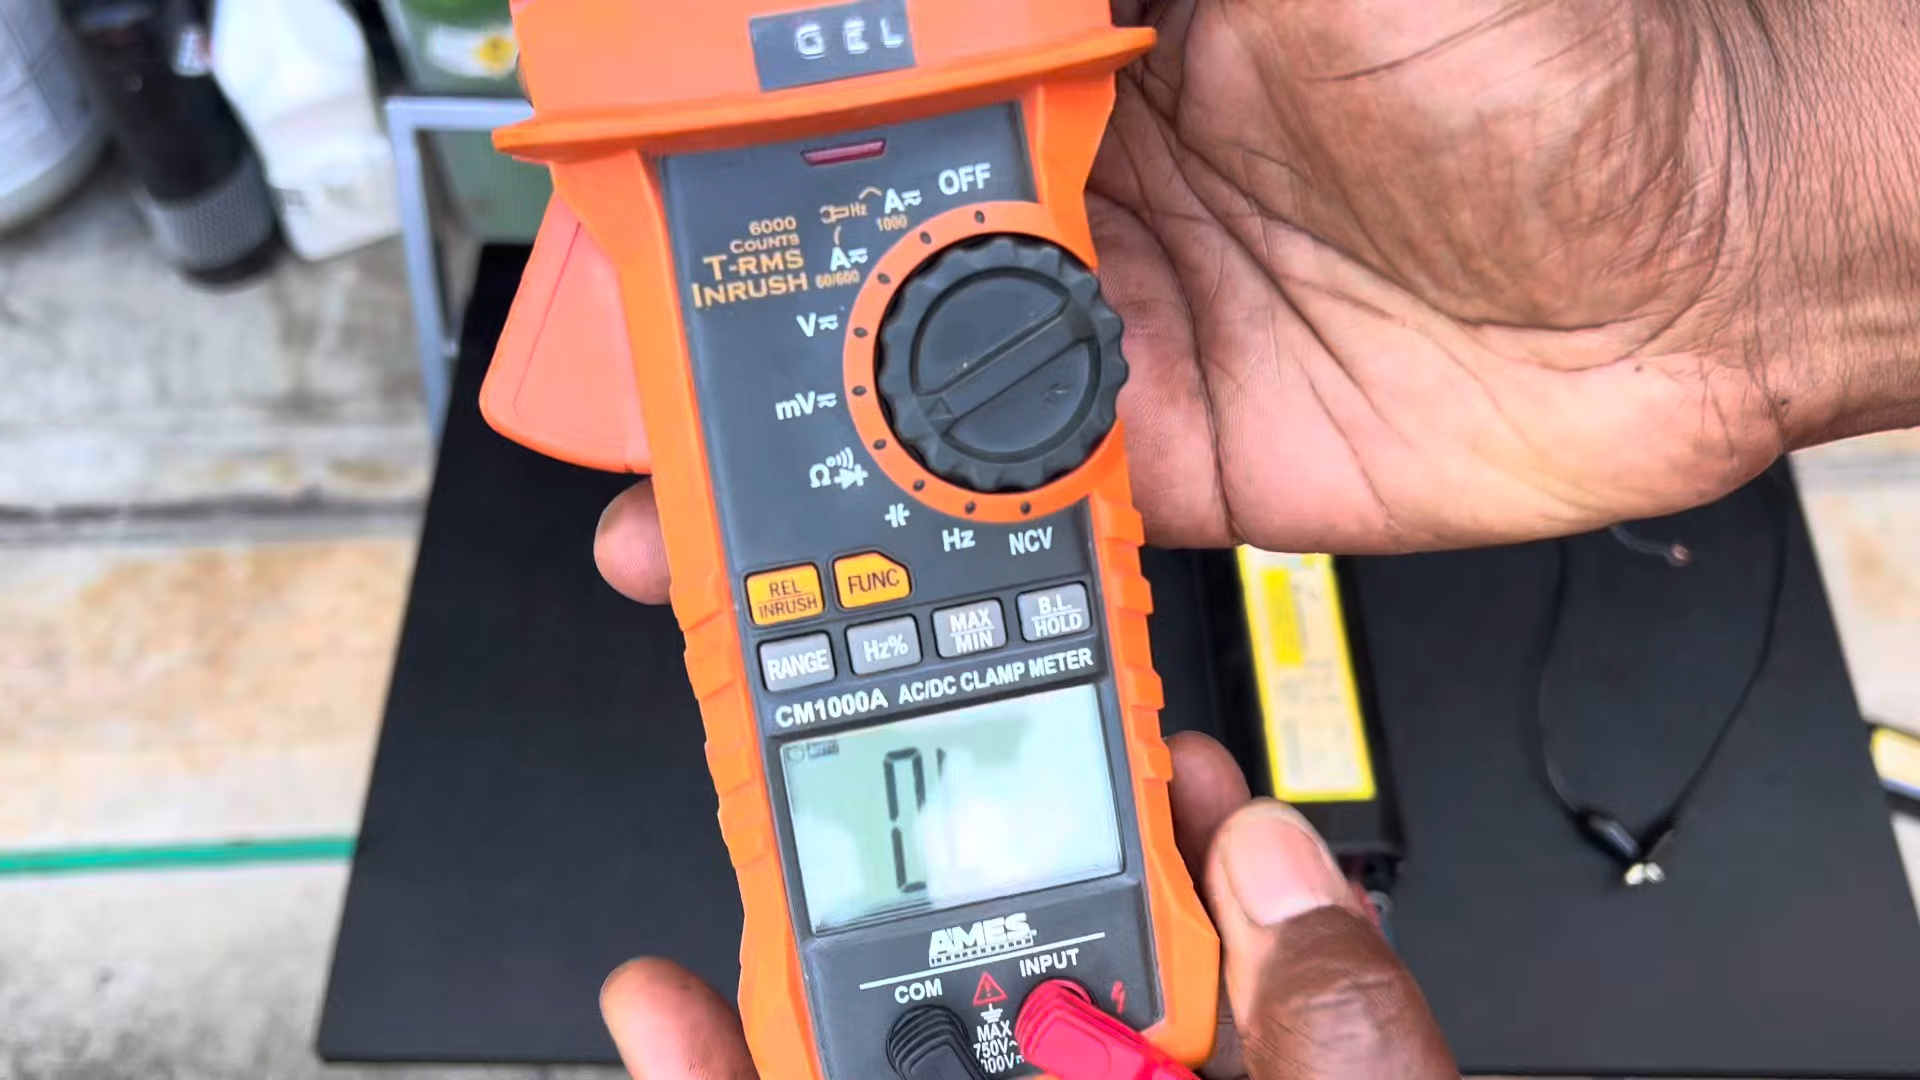 GEL
OFF
A
1000
Hz
6000
COUNTS
T-RMS
INRUSH
A
60/600
V
mV
Ω
Hz
NCV
REL
INRUSH
FUNC
RANGE
Hz%
MAX
MIN
B.L.
HOLD
CM1000A AC/DC CLAMP METER
AMES
COM
INPUT
MAX
750V~